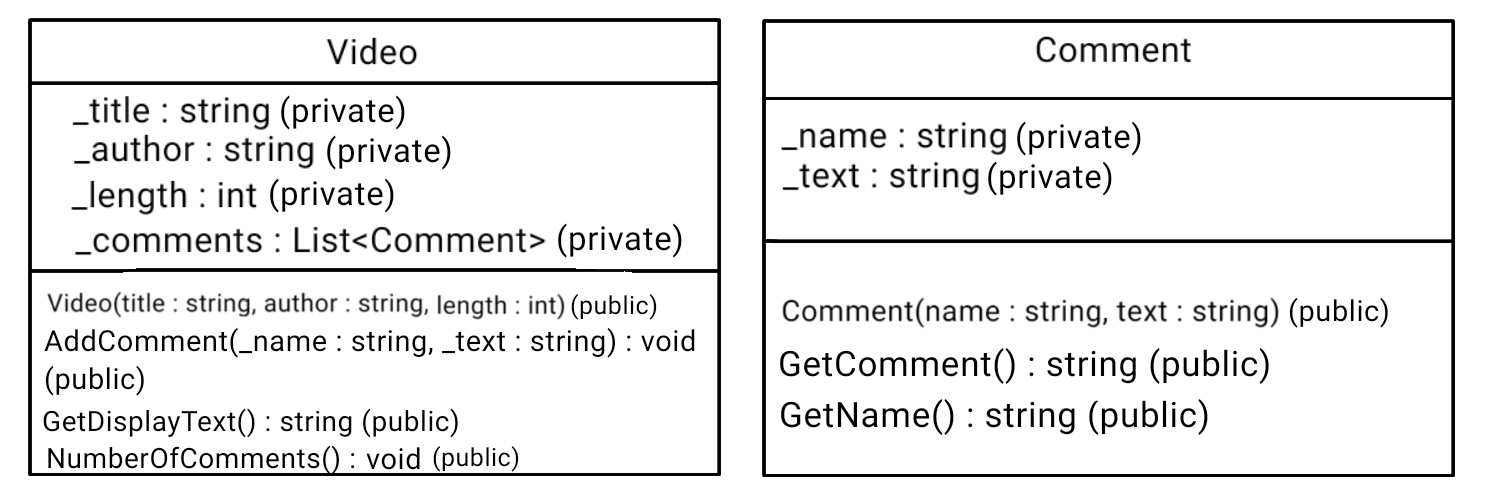 Video
_title : string (private)
_author : string (private)
_length : int (private)
_comments : List<Comment> (private)
Video(title : string, author : string, length : int) (public)
AddComment(_name : string, _text : string) : void
(public)
GetDisplayText() : string (public)
NumberOfComments() : void (public)
Comment
_name : string (private)
_text : string (private)
Comment(name : string, text : string) (public)
GetComment() : string (public)
GetName() : string (public)